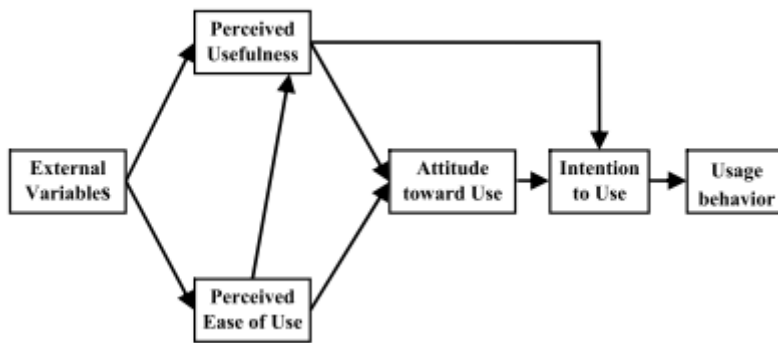 Perceived
Usefulness
External
Variables
Attitude
toward Use
Intention
to Use
Usage
behavior
Perceived
Ease of Use